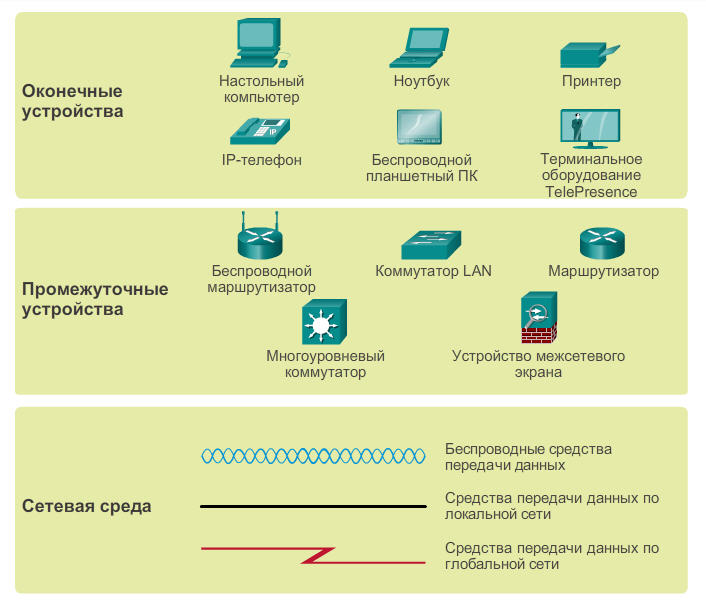 Оконечные
устройства
Настольный
компьютер
Ноутбук
Принтер
IP
IP-телефон
Беспроводной
планшетный ПК
Терминальное
оборудование
TelePresence
Промежуточные
устройства
Беспроводной
маршрутизатор
Коммутатор LAN
Маршрутизатор
Многоуровневый
коммутатор
Устройство межсетевого
экрана
Сетевая среда
Беспроводные средства
передачи данных
Средства передачи данных по
локальной сети
Средства передачи данных по
глобальной сети